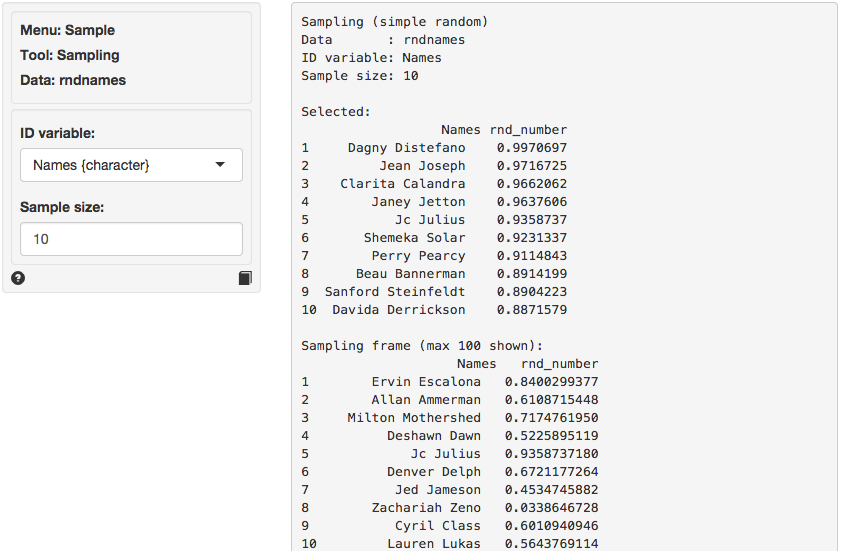 Menu: Sample
Tool: Sampling
Data: rndnames
ID variable:
Names {character}
Sample size:
10
Sampling (simple random)
Data       : rndnames
ID variable: Names
Sample size: 10
Selected:
                  Names rnd_number
1      Dagny Distefano    0.9970697
2          Jean Joseph    0.9716725
3     Clarita Calandra    0.9662062
4         Janey Jetton    0.9637606
5            Jc Julius    0.9358737
6        Shemeka Solar    0.9231337
7         Perry Pearcy    0.9114843
8       Beau Bannerman    0.8914199
9   Sanford Steinfeldt    0.8904223
10   Davida Derrickson    0.8871579
Sampling frame (max 100 shown):
                    Names   rnd_number
1         Ervin Escalona   0.8400299377
2         Allan Ammerman   0.6108715448
3      Milton Mothershed   0.7174761950
4           Deshawn Dawn   0.5225895119
5              Jc Julius   0.9358737180
6           Denver Delph   0.6721177264
7            Jed Jameson   0.4534745882
8         Zachariah Zeno   0.0338646728
9            Cyril Class   0.6010940946
10          Lauren Lukas   0.5643769114